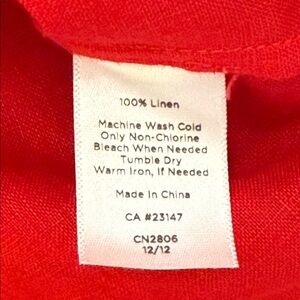 100% Linen
Machine Wash Cold
Only Non-Chlorine
Bleach When Needed
Tumble Dry
Warm Iron, If Needed
Made In China
CA #23147
CN2806
12/12